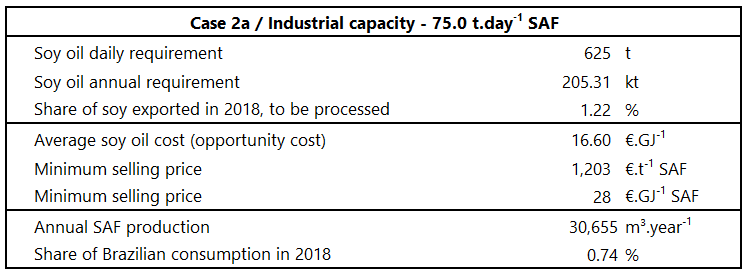 Case 2a / Industrial capacity - 75.0 t.day⁻¹ SAF
Soy oil daily requirement 625 t
Soy oil annual requirement 205.31 kt
Share of soy exported in 2018, to be processed 1.22 %
Average soy oil cost (opportunity cost) 16.60 €.GJ⁻¹
Minimum selling price 1,203 €.t⁻¹ SAF
Minimum selling price 28 €.GJ⁻¹ SAF
Annual SAF production 30,655 m³.year⁻¹
Share of Brazilian consumption in 2018 0.74 %